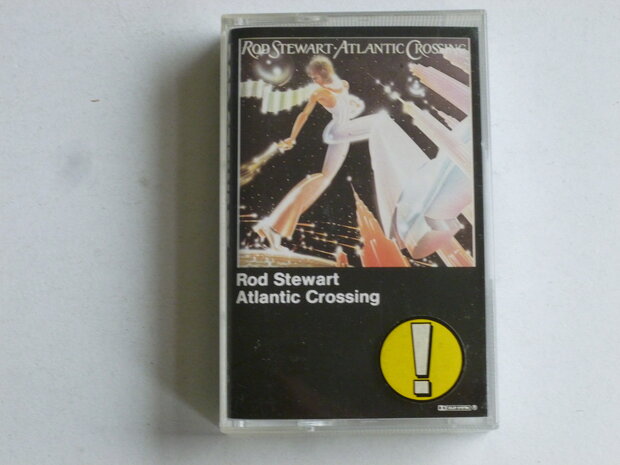 ROD STEWART · ATLANTIC CROSSING
Rod Stewart
Atlantic Crossing
!